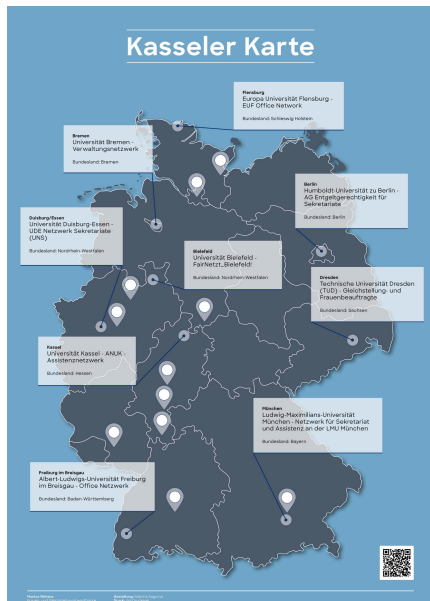 Kasseler Karte
Flensburg
Europa Universität Flensburg -
EUF Office Network
Bundesland: Schleswig Holstein
Bremen
Universität Bremen -
Verwaltungsnetzwerk
Bundesland: Bremen
Berlin
Humboldt-Universität zu Berlin -
AG Entgeltgerechtigkeit für
Sekretariate
Bundesland: Berlin
Duisburg/Essen
Universität Duisburg-Essen -
UDE Netzwerk Sekretariate
(UNS)
Bundesland: Nordrhein-Westfalen
Bielefeld
Universität Bielefeld -
FairNetzt_Bielefeld!
Bundesland: Nordrhein-Westfalen
Dresden
Technische Universität Dresden
(TUD) - Gleichstellung- und
Frauenbeauftragte
Bundesland: Sachsen
Kassel
Universität Kassel - ANUK -
Assistenznetzwerk
Bundesland: Hessen
München
Ludwig-Maximilians-Universität
München - Netzwerk für Sekretariat
und Assistenz an der LMU München
Bundesland: Bayern
Freiburg im Breisgau
Albert-Ludwigs-Universität Freiburg
im Breisgau - Office Netzwerk
Bundesland: Baden-Württemberg